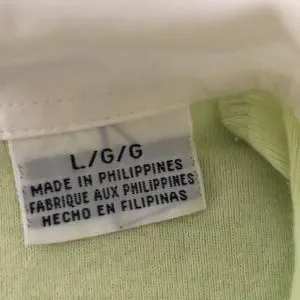 L/G/G
MADE IN PHILIPPINES
FABRIQUE AUX PHILIPPINES
HECHO EN FILIPINAS